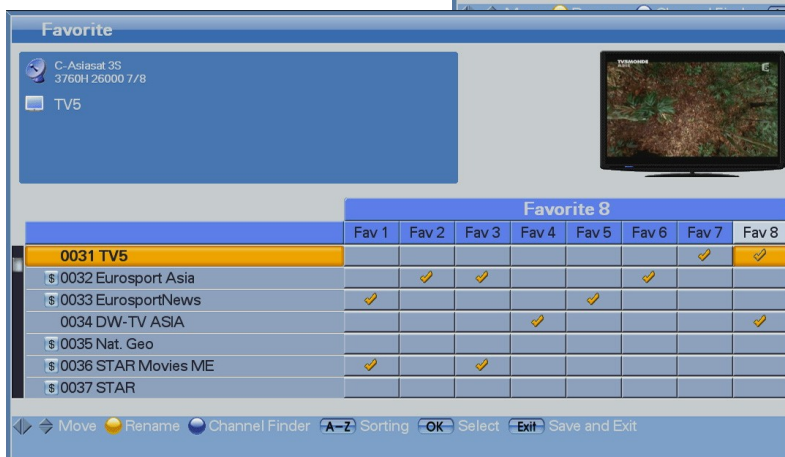 Favorite
C-Asiasat 3S
3760H 26000 7/8
TV5
TV5MONDE
ASIE
Favorite 8
Fav 1 Fav 2 Fav 3 Fav 4 Fav 5 Fav 6 Fav 7 Fav 8
0031 TV5
$ 0032 Eurosport Asia
$ 0033 EurosportNews
0034 DW-TV ASIA
$ 0035 Nat. Geo
$ 0036 STAR Movies ME
$ 0037 STAR
Move Rename Channel Finder A-Z Sorting OK Select Exit Save and Exit